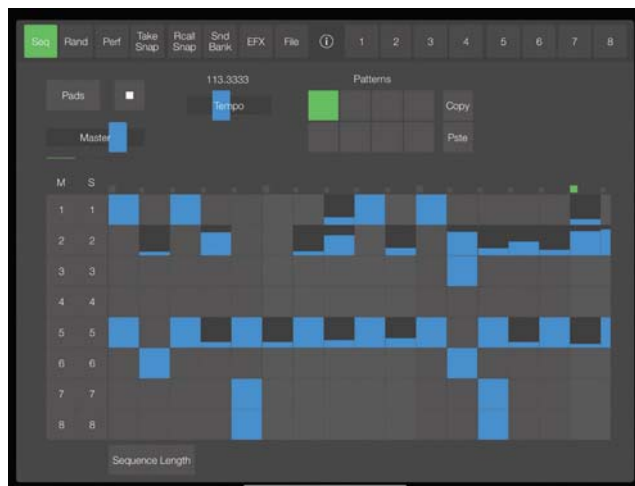 Seq Rand Perf Take Snap Rcall Snap Snd Bank EFX File i 1 2 3 4 5 6 7 8
113.3333 Patterns
Pads Tempo Copy
Master Pste
M S
1 1
2 2
3 3
4 4
5 5
6 6
7 7
8 8
Sequence Length